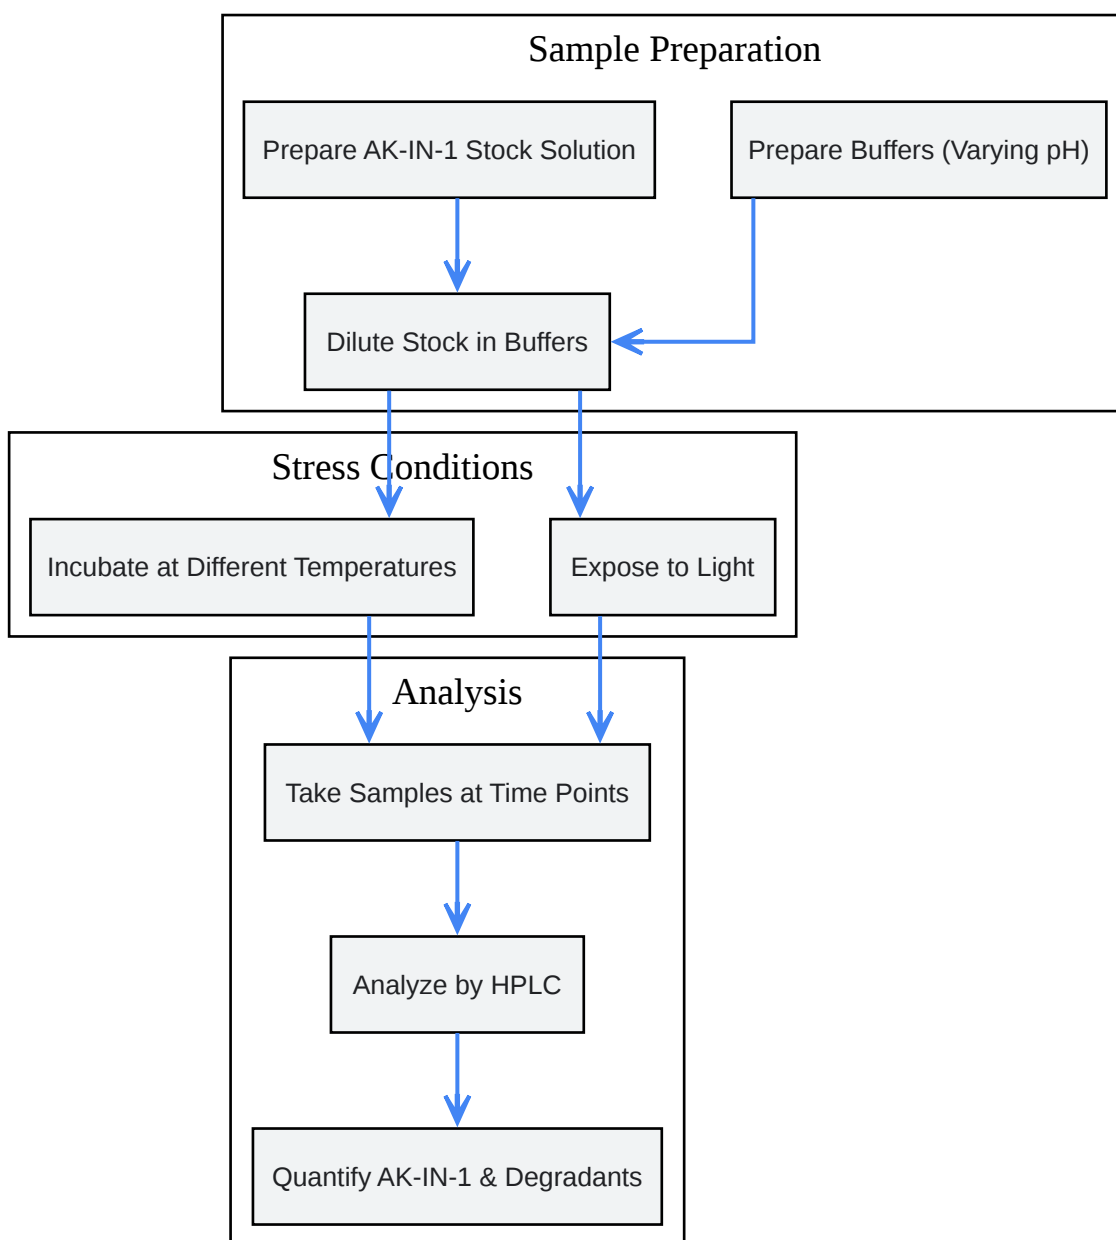 Sample Preparation
Prepare AK-IN-1 Stock Solution
Prepare Buffers (Varying pH)
Dilute Stock in Buffers
Stress Conditions
Incubate at Different Temperatures
Expose to Light
Analysis
Take Samples at Time Points
Analyze by HPLC
Quantify AK-IN-1 & Degradants